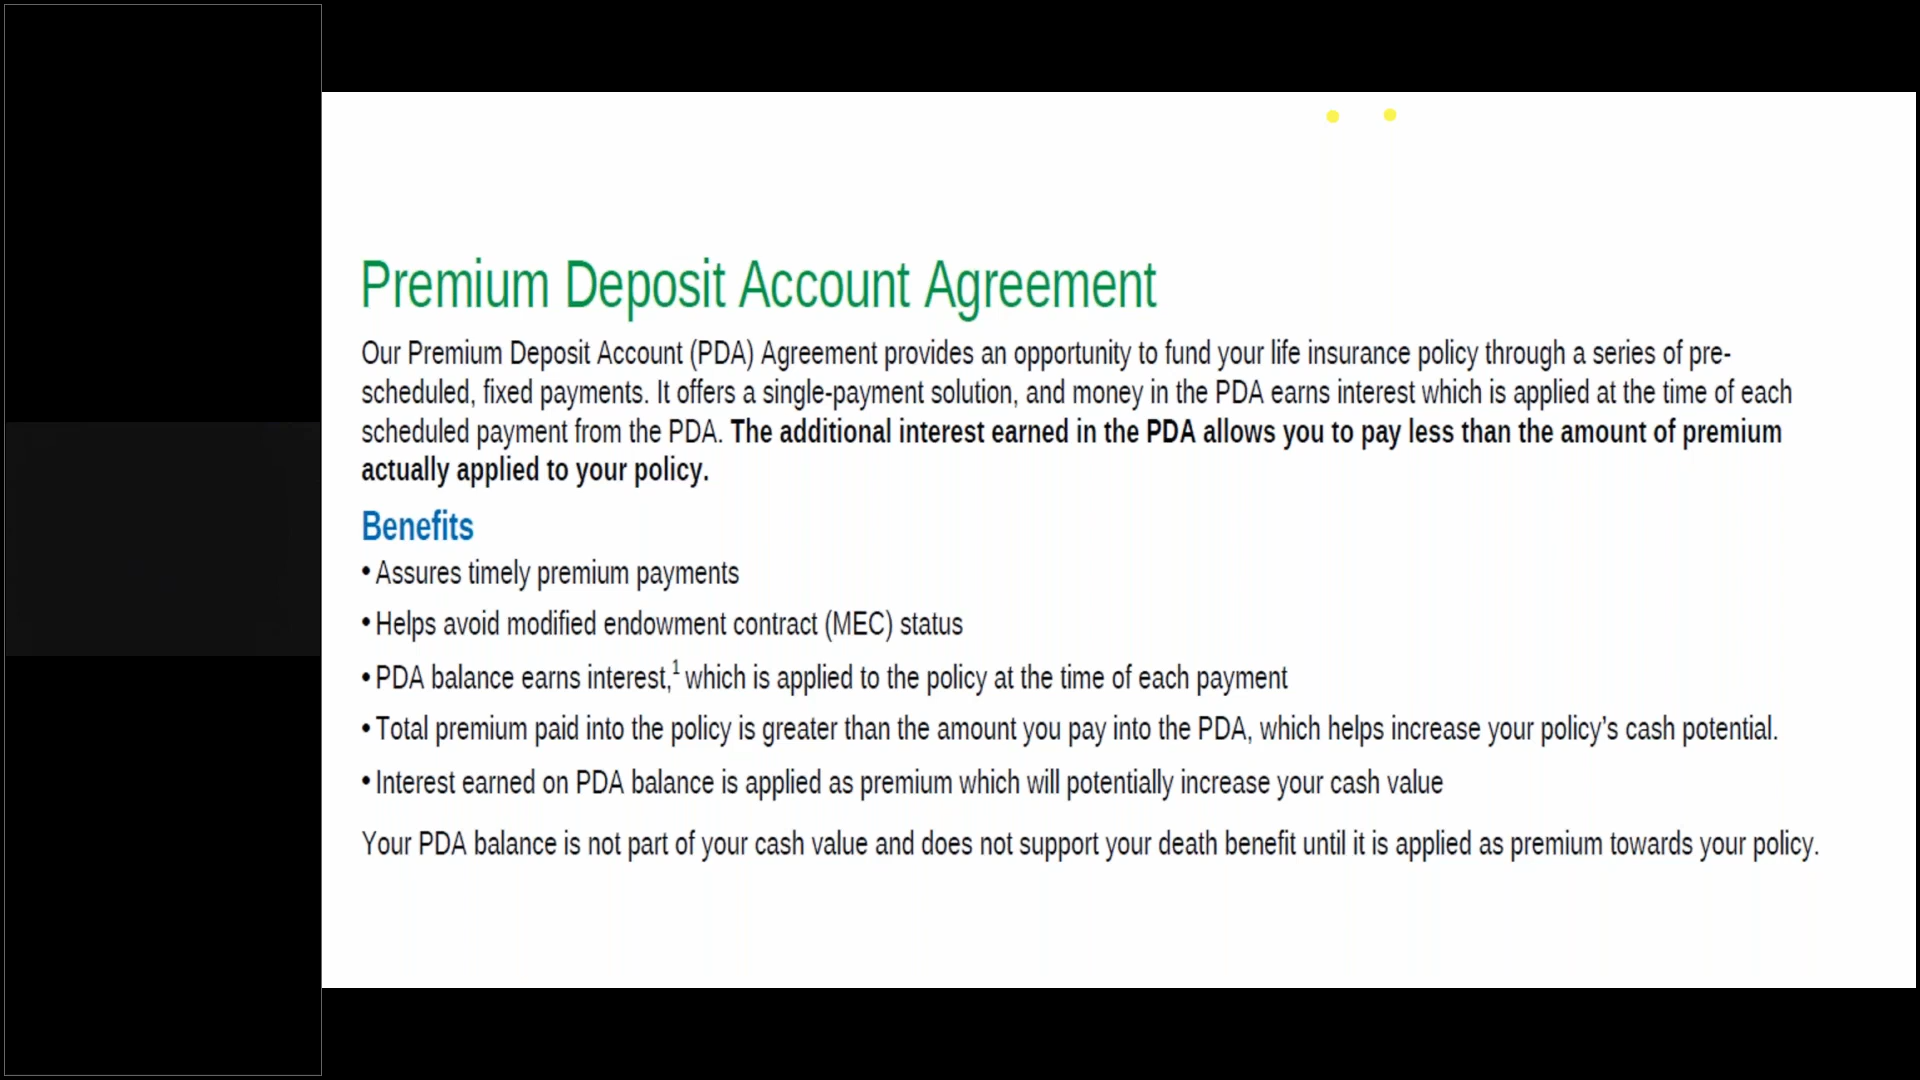 Premium Deposit Account Agreement
Our Premium Deposit Account (PDA) Agreement provides an opportunity to fund your life insurance policy through a series of pre-
scheduled, fixed payments. It offers a single-payment solution, and money in the PDA earns interest which is applied at the time of each
scheduled payment from the PDA. The additional interest earned in the PDA allows you to pay less than the amount of premium
actually applied to your policy.
Benefits
• Assures timely premium payments
• Helps avoid modified endowment contract (MEC) status
• PDA balance earns interest,¹ which is applied to the policy at the time of each payment
• Total premium paid into the policy is greater than the amount you pay into the PDA, which helps increase your policy’s cash potential.
• Interest earned on PDA balance is applied as premium which will potentially increase your cash value
Your PDA balance is not part of your cash value and does not support your death benefit until it is applied as premium towards your policy.